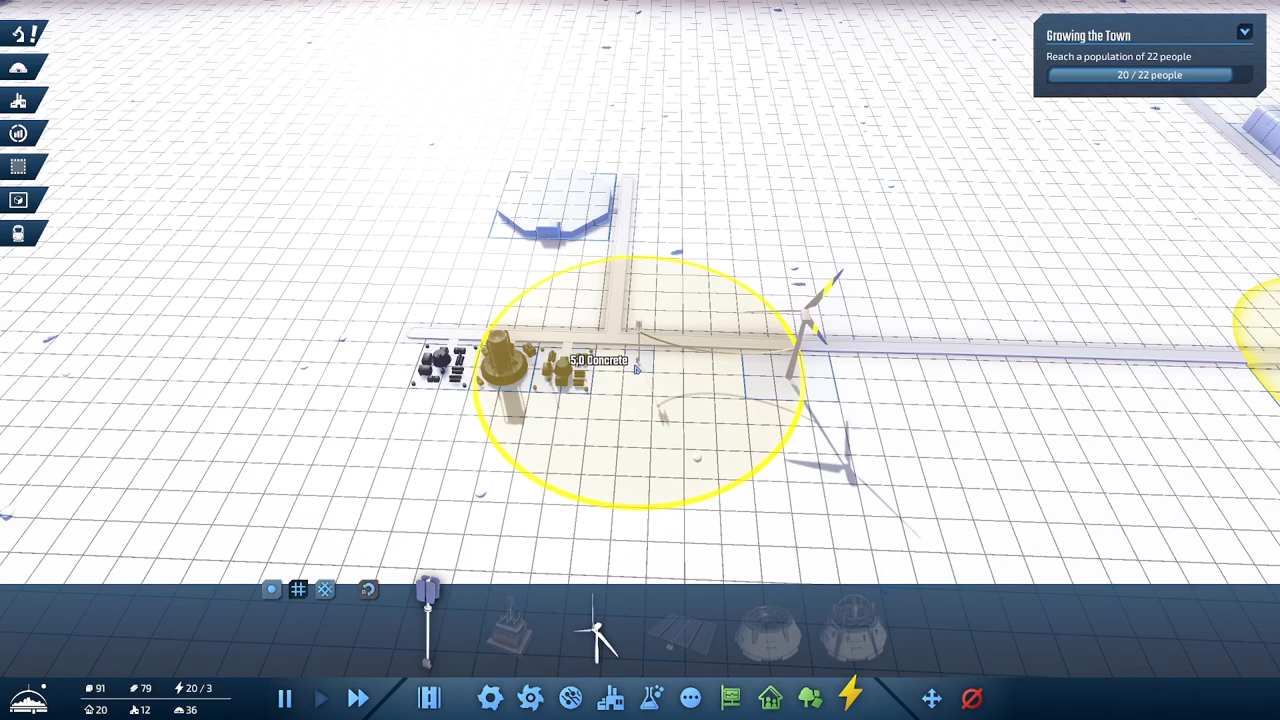 Growing the Town
Reach a population of 22 people
20 / 22 people
5.0 Concrete
91 79 20 / 3
20 12 36